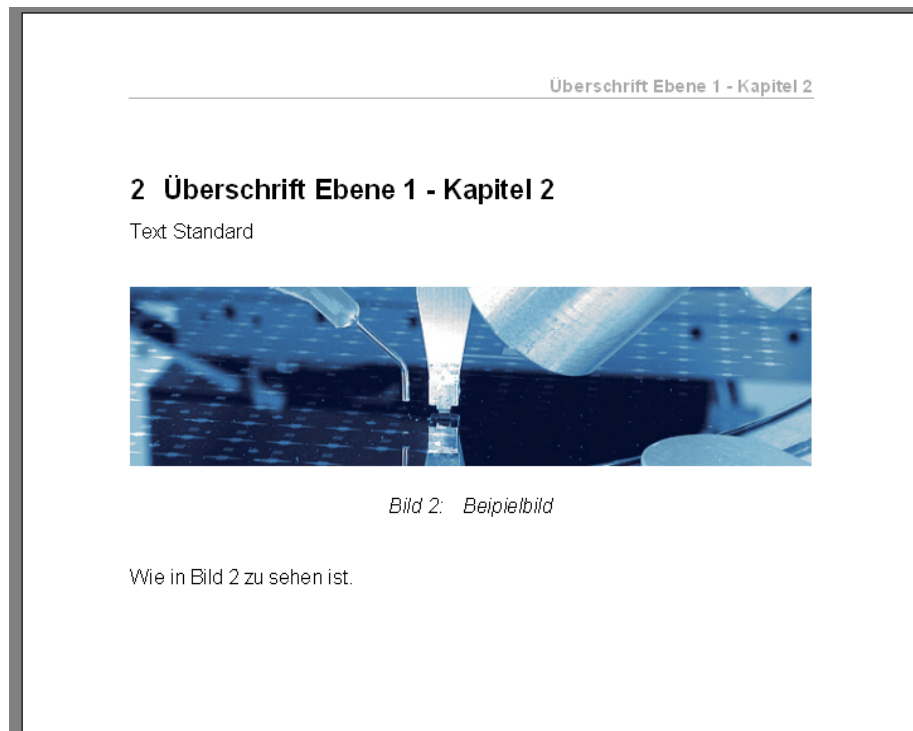 Überschrift Ebene 1 - Kapitel 2
2 Überschrift Ebene 1 - Kapitel 2
Text Standard
Bild 2: Beipielbild
Wie in Bild 2 zu sehen ist.